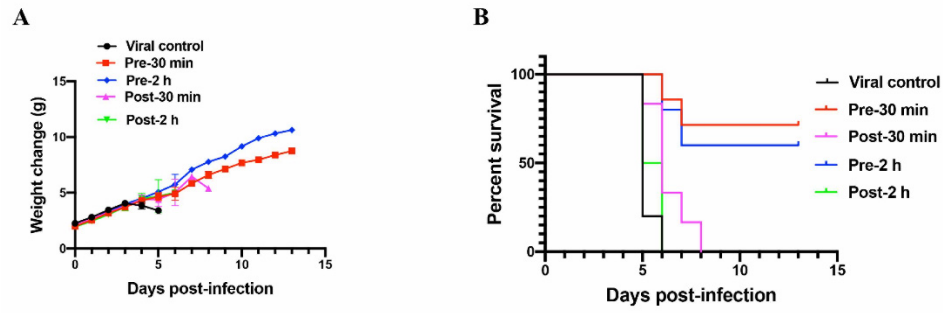 A
Viral control
Pre-30 min
Pre-2 h
Post-30 min
Post-2 h
15
10
5
0
Weight change (g)
0 5 10 15
Days post-infection
B
100
50
0
Percent survival
0 5 10 15
Days post-infection
Viral control
Pre-30 min
Post-30 min
Pre-2 h
Post-2 h